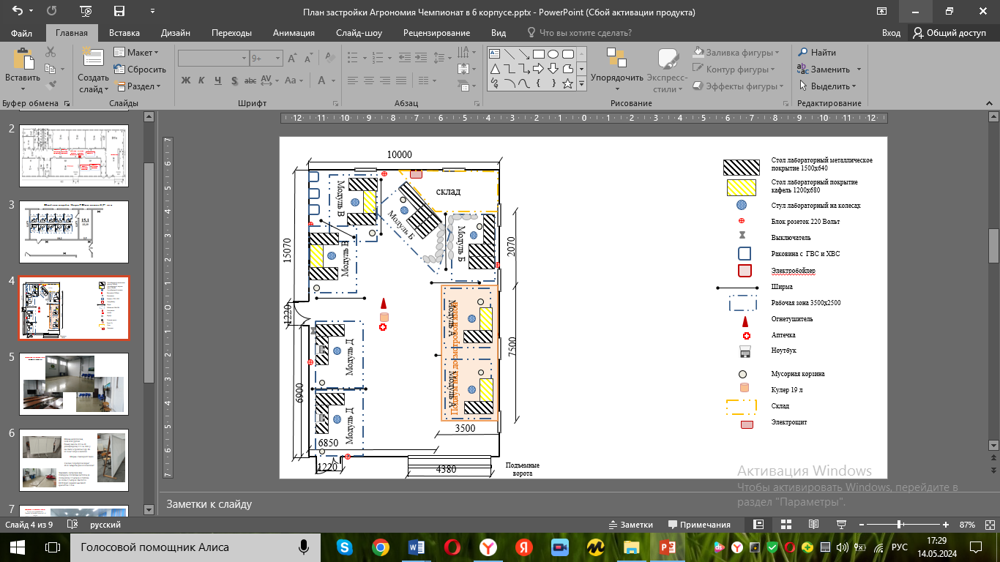 План застройки Агрономия Чемпионат в 6 корпусе.pptx - PowerPoint (Сбой активации продукта)
Файл
Главная
Вставка
Дизайн
Переходы
Анимация
Слайд-шоу
Рецензирование
Вид
Что вы хотите сделать?
Вход
Общий доступ
Вставить
Буфер обмена
Создать слайд
Макет
Сбросить
Раздел
Слайды
9+
Ж К Ч S abc AV Aa A
Шрифт
Абзац
Упорядочить
Экспресс-стили
Заливка фигуры
Контур фигуры
Эффекты фигуры
Рисование
Найти
Заменить
Выделить
Редактирование
12 11 10 9 8 7 6 5 4 3 2 1 0 1 2 3 4 5 6 7 8 9 10 11 12
7 6 5 4 3 2 1 0 1 2 3 4 5 6 7
2
3
15,1
4
5
6
7
10000
склад
Модуль В
Модуль Б
Модуль Б
Модуль В
15070
2070
1220
Модуль А
Модуль А
7500
Модуль Д
Модуль Д
6900
3500
6850
1220
4380
Подъемные
ворота
Стол лабораторный металлическое
покрытие 1500х640
Стол лабораторный покрытие
кафель 1200х680
Стул лабораторный на колесах
Блок розеток 220 Вольт
Выключатель
Раковина с ГВС и ХВС
Электробойлер
Ширма
Рабочая зона 3500х2500
Огнетушитель
Аптечка
Ноутбук
Мусорная корзина
Кулер 19 л
Склад
Электрощит
Активация Windows
Чтобы активировать Windows, перейдите в
раздел "Параметры".
Заметки к слайду
Слайд 4 из 9
русский
Заметки
Примечания
87%
Голосовой помощник Алиса
РУС
17:29
14.05.2024